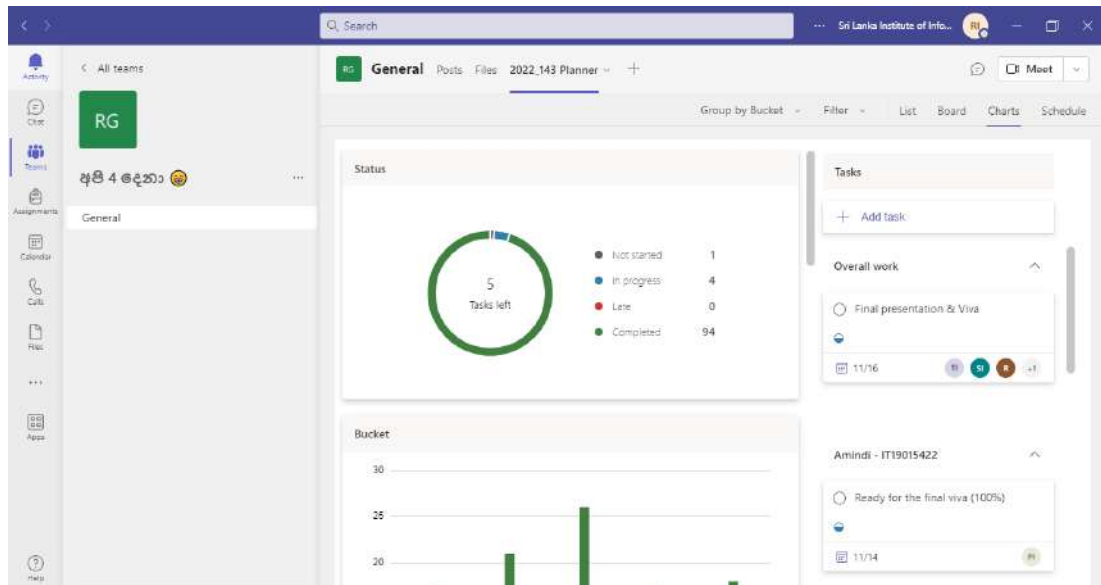 Search
Sri Lanka Institute of Info...
RI
Activity
Chat
Teams
Assignments
Calendar
Calls
Files
Apps
Help
All teams
RG
අපි 4 දෙනා 😁
General
RG General Posts Files 2022_143 Planner
Meet
Group by Bucket Filter List Board Charts Schedule
Status
5
Tasks left
Not started 1
In progress 4
Late 0
Completed 94
Bucket
30
25
20
Tasks
Add task
Overall work
Final presentation & Viva
11/16 SI R +1
Amindi - IT19015422
Ready for the final viva (100%)
11/14